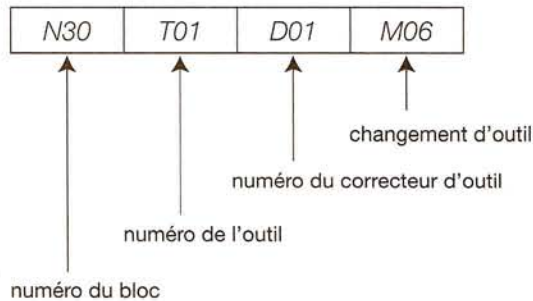 N30 T01 D01 M06
changement d'outil
numéro du correcteur d'outil
numéro de l'outil
numéro du bloc